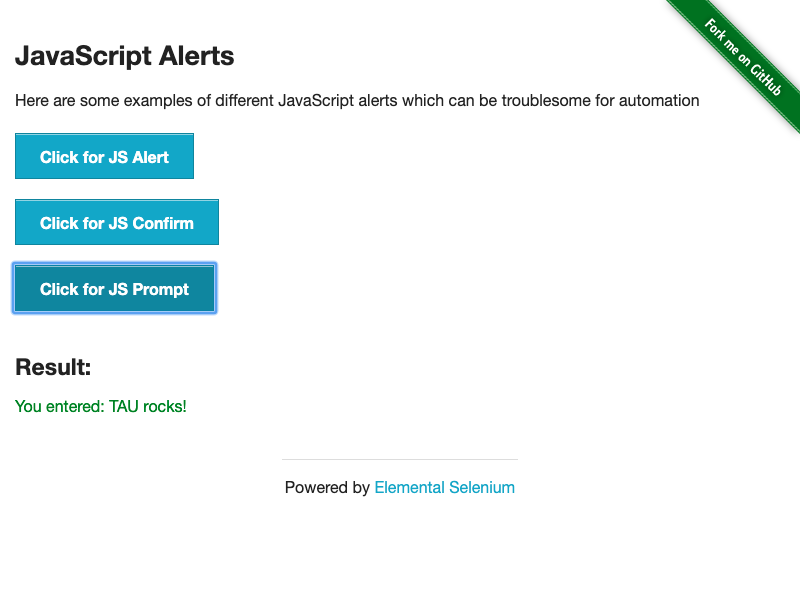 Fork me on GitHub
JavaScript Alerts
Here are some examples of different JavaScript alerts which can be troublesome for automation
Click for JS Alert
Click for JS Confirm
Click for JS Prompt
Result:
You entered: TAU rocks!
Powered by Elemental Selenium